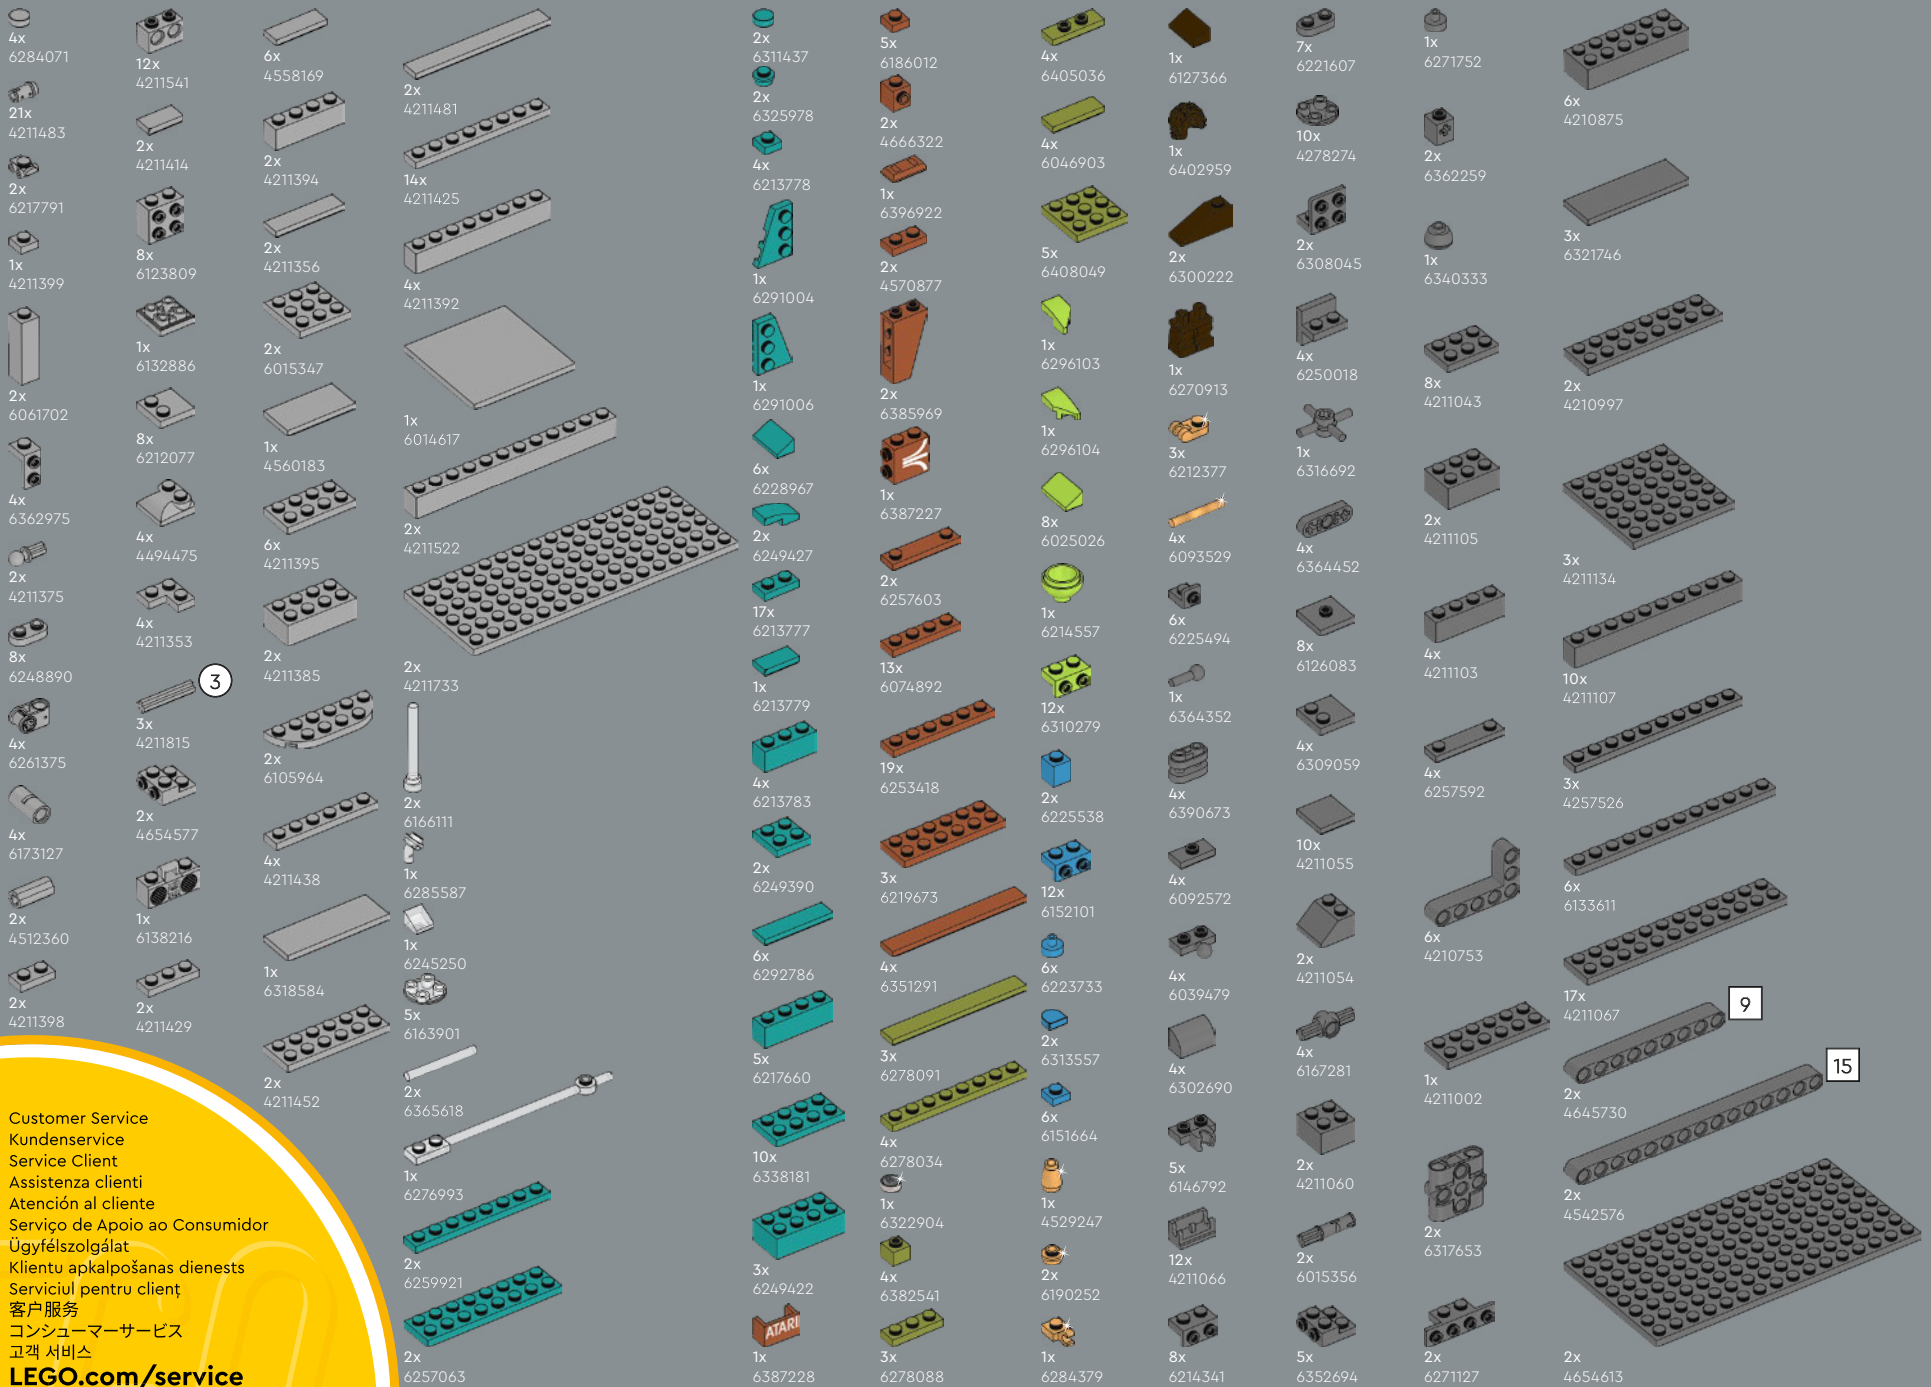 4x
6284071
21x
4211483
2x
6217791
1x
4211399
2x
6061702
4x
6362975
2x
4211375
8x
6248890
4x
6261375
4x
6173127
2x
4512360
2x
4211398
12x
4211541
2x
4211414
8x
6123809
1x
6132886
8x
6212077
4x
4494475
4x
4211353
3
3x
4211815
2x
4654577
1x
6138216
2x
4211429
6x
4558169
2x
4211394
2x
4211356
2x
6015347
1x
4560183
6x
4211395
2x
4211385
2x
6105964
4x
4211438
1x
6318584
2x
4211452
2x
4211481
14x
4211425
4x
4211392
1x
6014617
2x
4211522
2x
4211733
2x
6166111
1x
6285587
1x
6245250
5x
6163901
2x
6365618
1x
6276993
2x
6259921
2x
6257063
2x
6311437
2x
6325978
4x
6213778
1x
6291004
1x
6291006
6x
6228967
2x
6249427
17x
6213777
1x
6213779
4x
6213783
2x
6249390
6x
6292786
5x
6217660
10x
6338181
3x
6249422
ATARI
1x
6387228
5x
6186012
2x
4666322
1x
6396922
2x
4570877
2x
6385969
1x
6387227
2x
6257603
13x
6074892
19x
6253418
3x
6219673
4x
6351291
3x
6278091
4x
6278034
1x
6322904
4x
6382541
3x
6278088
4x
6405036
4x
6046903
5x
6408049
1x
6296103
1x
6296104
8x
6025026
1x
6214557
12x
6310279
2x
6225538
12x
6152101
6x
6223733
2x
6313557
6x
6151664
1x
4529247
2x
6190252
1x
6284379
1x
6127366
1x
6402959
2x
6300222
1x
6270913
3x
6212377
4x
6093529
6x
6225494
1x
6364352
4x
6390673
4x
6092572
4x
6039479
4x
6302690
5x
6146792
12x
4211066
8x
6214341
7x
6221607
10x
4278274
2x
6308045
4x
6250018
1x
6316692
4x
6364452
8x
6126083
4x
6309059
10x
4211055
2x
4211054
4x
6167281
2x
4211060
2x
6015356
5x
6352694
1x
6271752
2x
6362259
1x
6340333
8x
4211043
2x
4211105
4x
4211103
4x
6257592
6x
4210753
1x
4211002
2x
6317653
2x
6271127
6x
4210875
3x
6321746
2x
4210997
3x
4211134
10x
4211107
3x
4257526
6x
6133611
17x
4211067
9
2x
4645730
15
2x
4542576
2x
4654613
Customer Service
Kundenservice
Service Client
Assistenza clienti
Atención al cliente
Serviço de Apoio ao Consumidor
Ügyfélszolgálat
Klientu apkalpošanas dienests
Serviciul pentru clienţ
客户服务
コンシューマーサービス
고객 서비스
LEGO.com/service